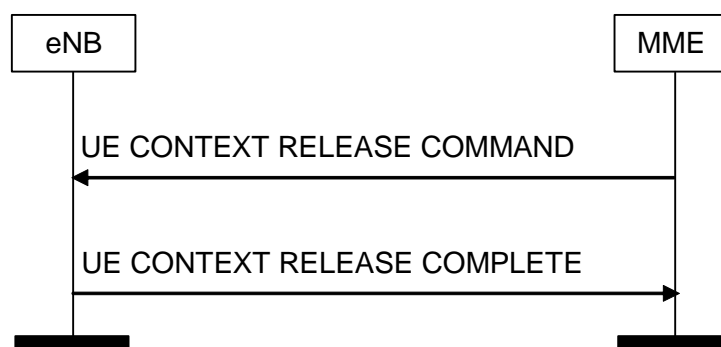 eNB
MME
UE CONTEXT RELEASE COMMAND
UE CONTEXT RELEASE COMPLETE